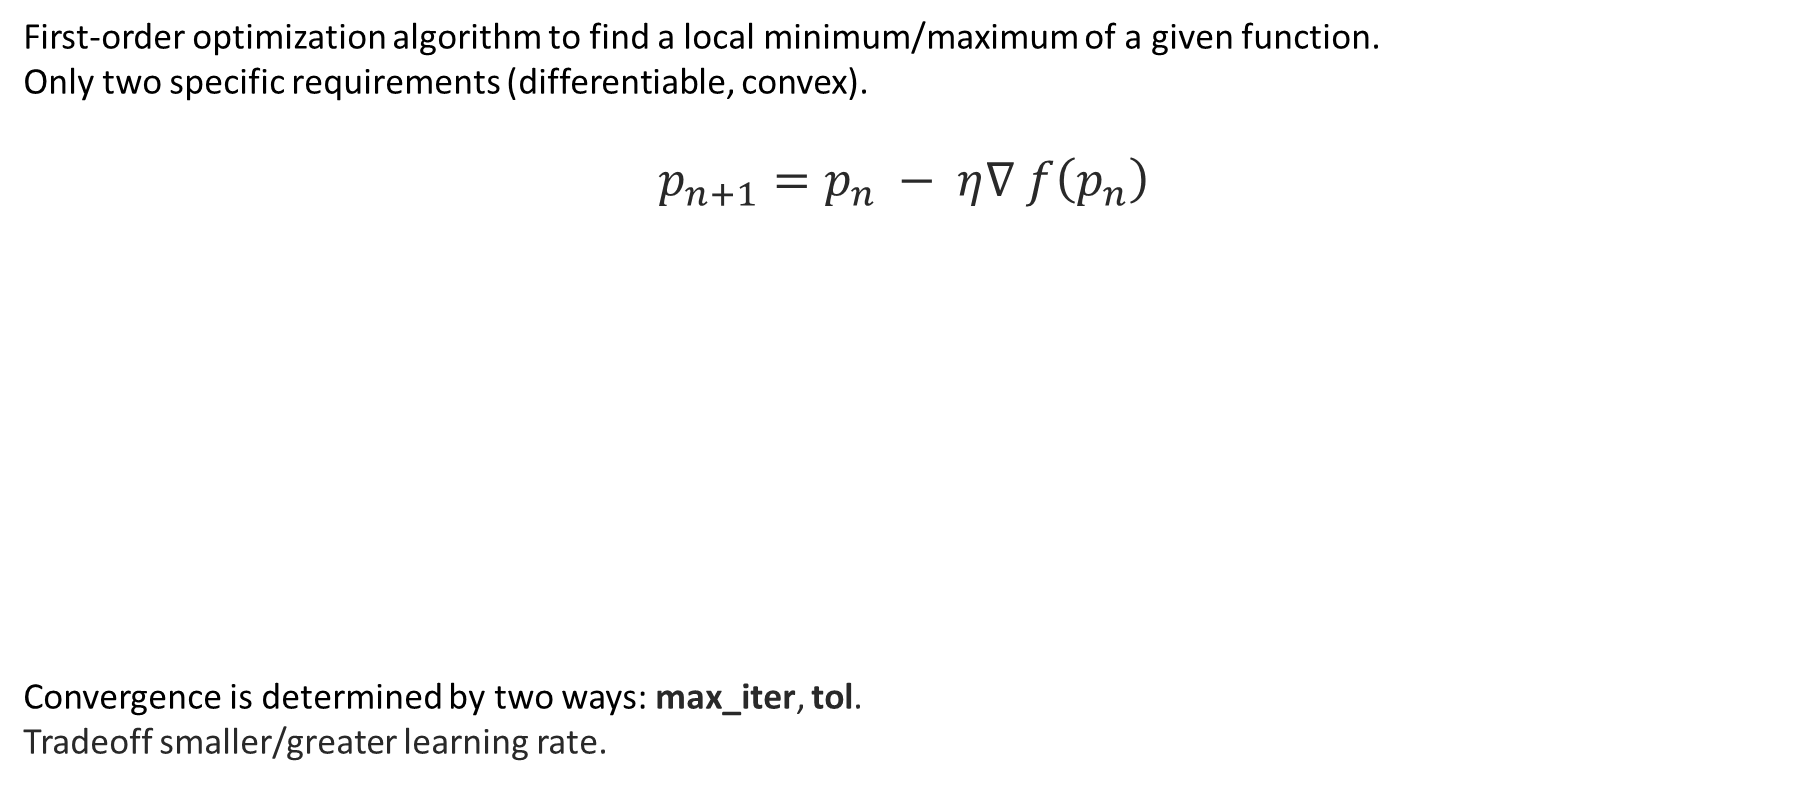 First-order optimization algorithm to find a local minimum/maximum of a given function.
Only two specific requirements (differentiable, convex).
𝑝ₙ₊₁ = 𝑝ₙ − 𝜂∇ 𝑓(𝑝ₙ)
Convergence is determined by two ways: max_iter, tol.
Tradeoff smaller/greater learning rate.